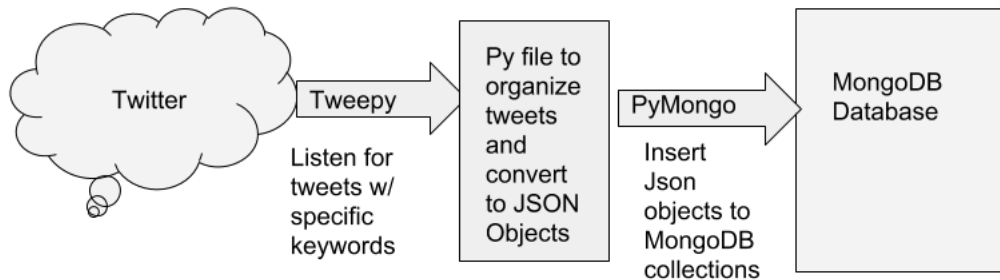 Twitter
Tweepy
Listen for
tweets w/
specific
keywords
Py file to
organize
tweets
and
convert
to JSON
Objects
PyMongo
Insert
Json
objects to
MongoDB
collections
MongoDB
Database